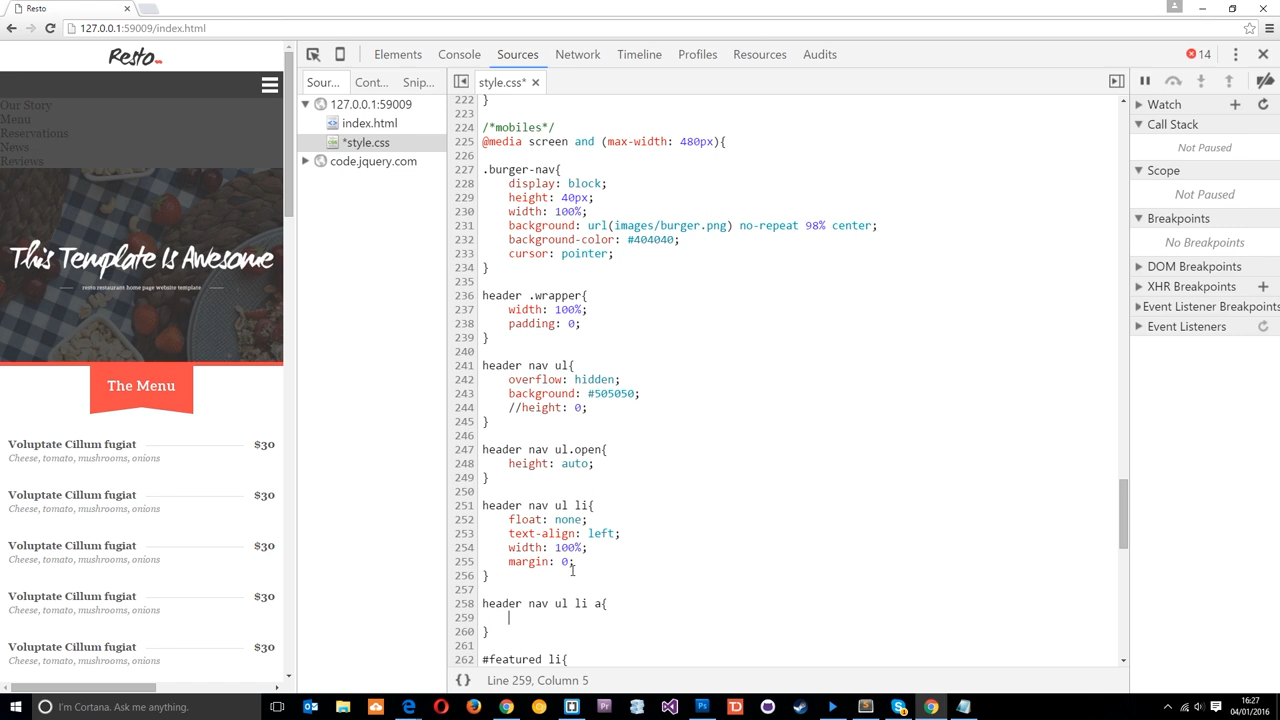 Resto
127.0.0.1:59009/index.html
Resto
Our Story
Menu
Reservations
News
Reviews
This Template Is Awesome
resto restaurant home page website template
The Menu
Voluptate Cillum fugiat $30
Cheese, tomato, mushrooms, onions
Voluptate Cillum fugiat $30
Cheese, tomato, mushrooms, onions
Voluptate Cillum fugiat $30
Cheese, tomato, mushrooms, onions
Voluptate Cillum fugiat $30
Cheese, tomato, mushrooms, onions
Voluptate Cillum fugiat $30
Cheese, tomato, mushrooms, onions
Elements Console Sources Network Timeline Profiles Resources Audits 14
Sour... Cont... Snip...
127.0.0.1:59009
index.html
*style.css
code.jquery.com
style.css*
222 }
223
224 /*mobiles*/
225 @media screen and (max-width: 480px){
226
227 .burger-nav{
228 display: block;
229 height: 40px;
230 width: 100%;
231 background: url(images/burger.png) no-repeat 98% center;
232 background-color: #404040;
233 cursor: pointer;
234 }
235
236 header .wrapper{
237 width: 100%;
238 padding: 0;
239 }
240
241 header nav ul{
242 overflow: hidden;
243 background: #505050;
244 //height: 0;
245 }
246
247 header nav ul.open{
248 height: auto;
249 }
250
251 header nav ul li{
252 float: none;
253 text-align: left;
254 width: 100%;
255 margin: 0;
256 }
257
258 header nav ul li a{
259
260 }
261
262 #featured li{
{} Line 259, Column 5
Watch
Call Stack
Not Paused
Scope
Not Paused
Breakpoints
No Breakpoints
DOM Breakpoints
XHR Breakpoints
Event Listener Breakpoints
Event Listeners
I'm Cortana. Ask me anything.
16:27
04/01/2016